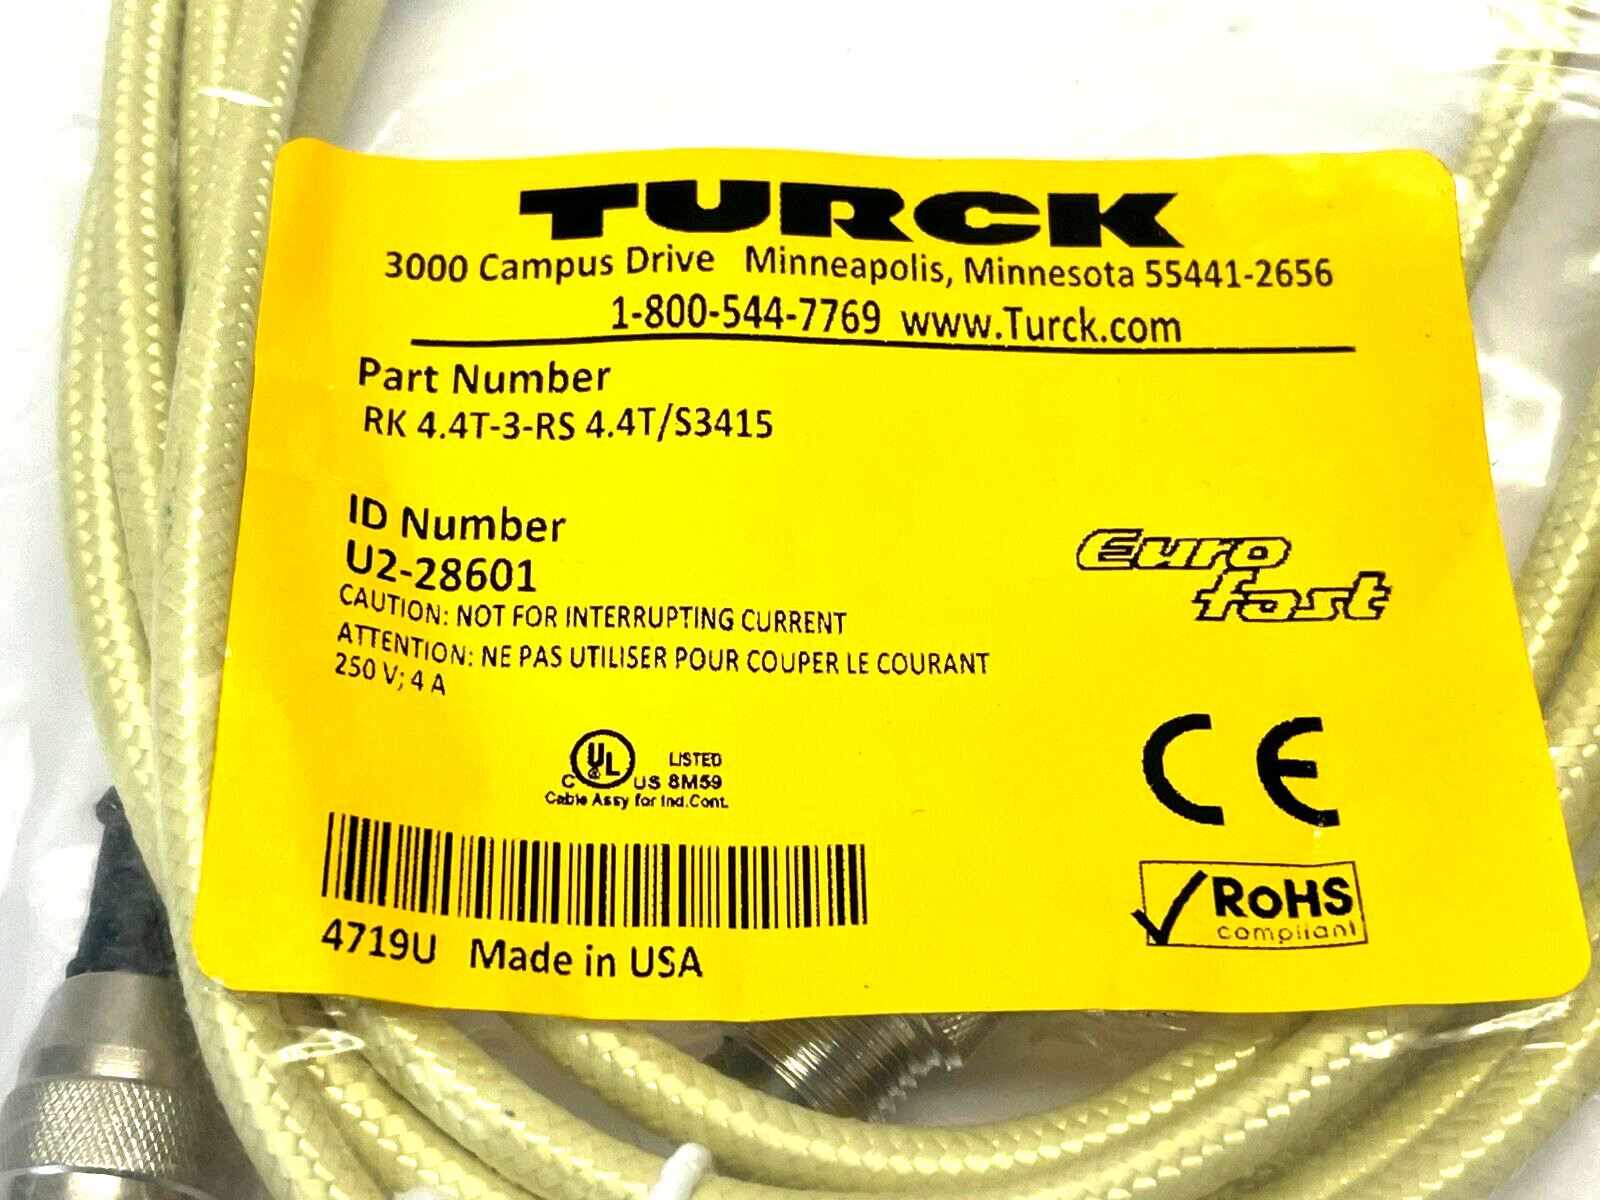 TURCK
3000 Campus Drive Minneapolis, Minnesota 55441-2656
1-800-544-7769 www.Turck.com
Part Number
RK 4.4T-3-RS 4.4T/S3415
ID Number
U2-28601
CAUTION: NOT FOR INTERRUPTING CURRENT
ATTENTION: NE PAS UTILISER POUR COUPER LE COURANT
250 V; 4 A
Euro
fast
C UL US LISTED 8M59
Cable Assy for Ind.Cont.
CE
RoHS
compliant
4719U Made in USA